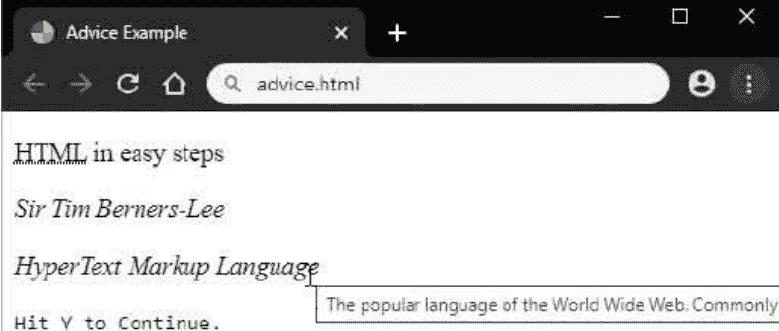 Advice Example
advice.html
HTML in easy steps
Sir Tim Berners-Lee
HyperText Markup Language
The popular language of the World Wide Web. Commonly
Hit Y to Continue.